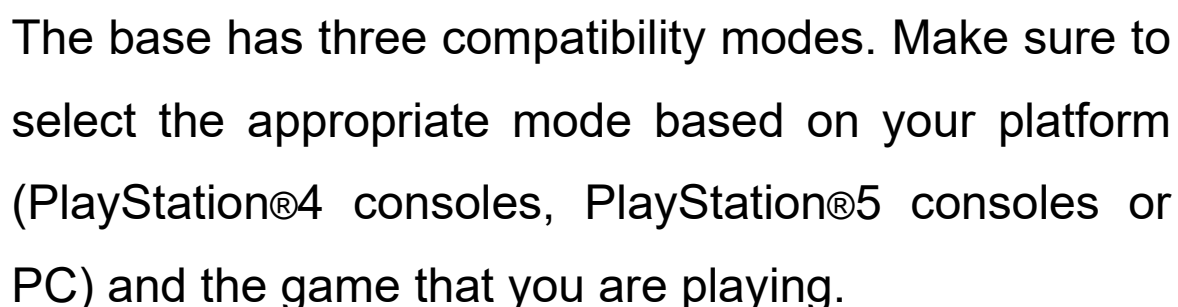 The base has three compatibility modes. Make sure to
select the appropriate mode based on your platform
(PlayStation®4 consoles, PlayStation®5 consoles or
PC) and the game that you are playing.